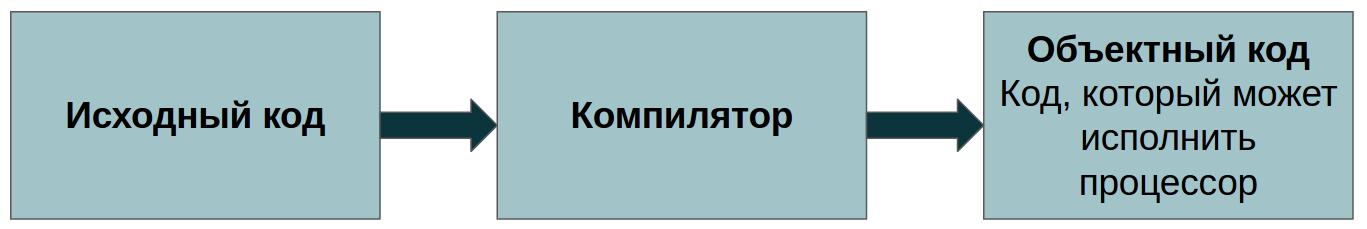 Исходный код
Компилятор
Объектный код
Код, который может
исполнить
процессор